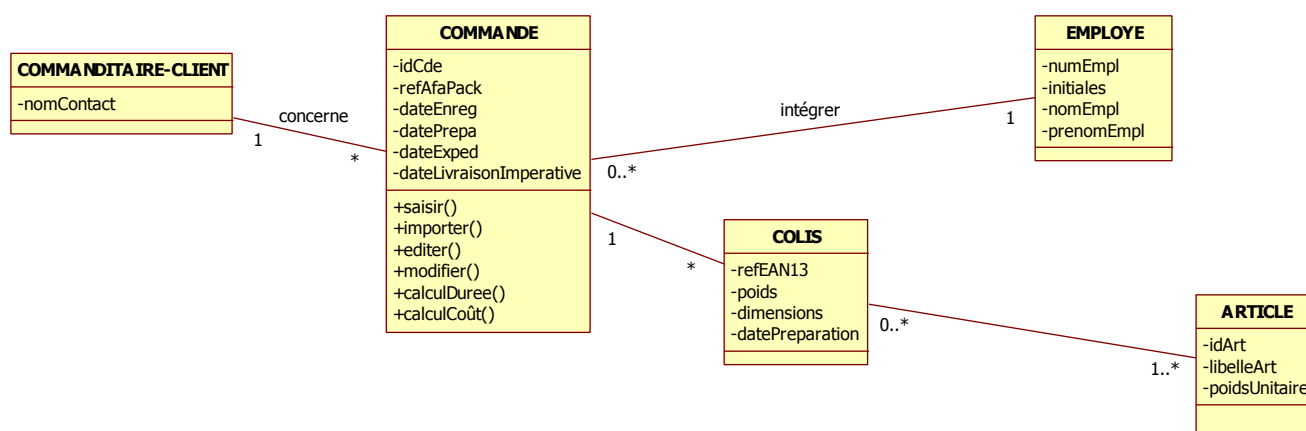 COMMANDITAIRE-CLIENT
-nomContact
concerne
1
*
COMMANDE
-idCde
-refAfaPack
-dateEnreg
-datePrepa
-dateExped
-dateLivraisonImperative
+saisir()
+importer()
+editer()
+modifier()
+calculDuree()
+calculCoût()
intégrer
0..*
1
EMPLOYE
-numEmpl
-initiales
-nomEmpl
-prenomEmpl
1
*
COLIS
-refEAN13
-poids
-dimensions
-datePreparation
0..*
1..*
ARTICLE
-idArt
-libelleArt
-poidsUnitaire